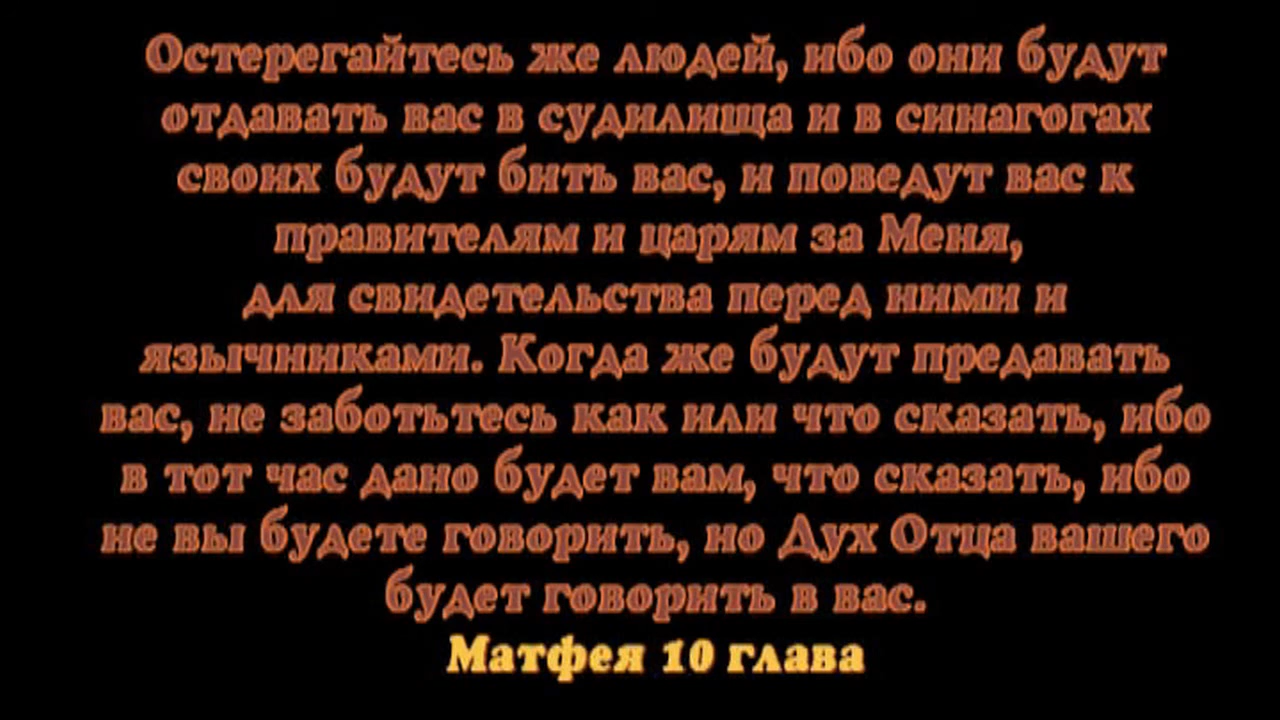 Остерегайтесь же людей, ибо они будут
отдавать вас в судилища и в синагогах
своих будут бить вас, и поведут вас к
правителям и царям за Меня,
для свидетельства перед ними и
язычниками. Когда же будут предавать
вас, не заботьтесь как или что сказать, ибо
в тот час дано будет вам, что сказать, ибо
не вы будете говорить, но Дух Отца вашего
будет говорить в вас.
Матфея 10 глава